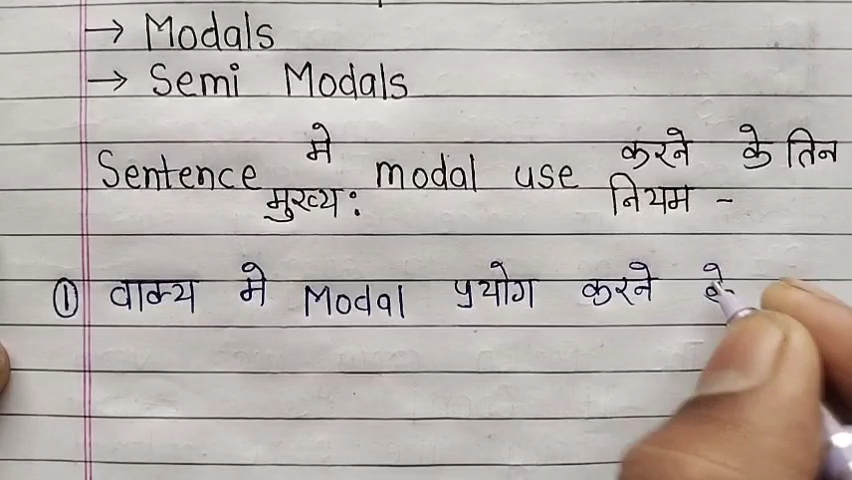 → Modals
→ Semi Modals
Sentence मे मुख्य: modal use करने के तिन नियम -
① वाक्य मे Modal प्रयोग करने के